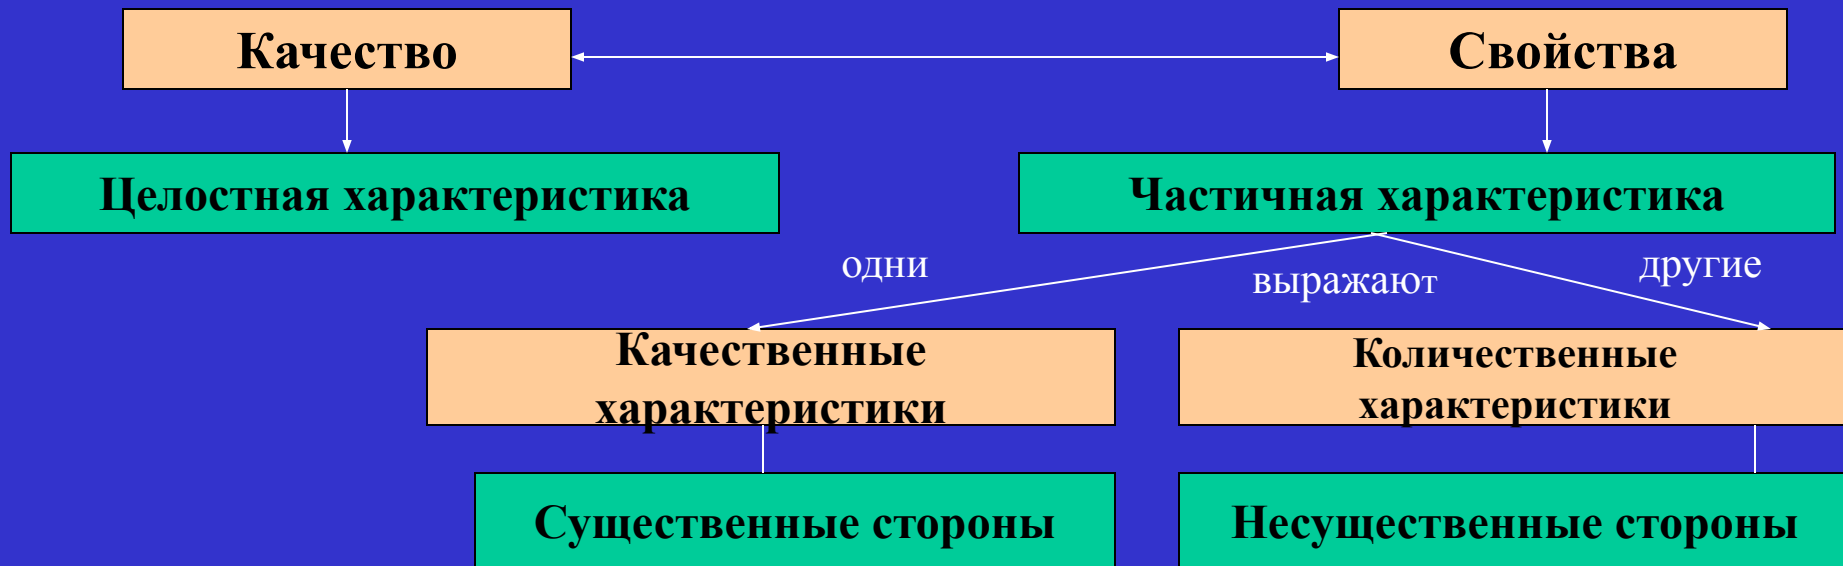 Качество
Свойства
Целостная характеристика
Частичная характеристика
одни
выражают
другие
Качественные
характеристики
Количественные
характеристики
Существенные стороны
Несущественные стороны